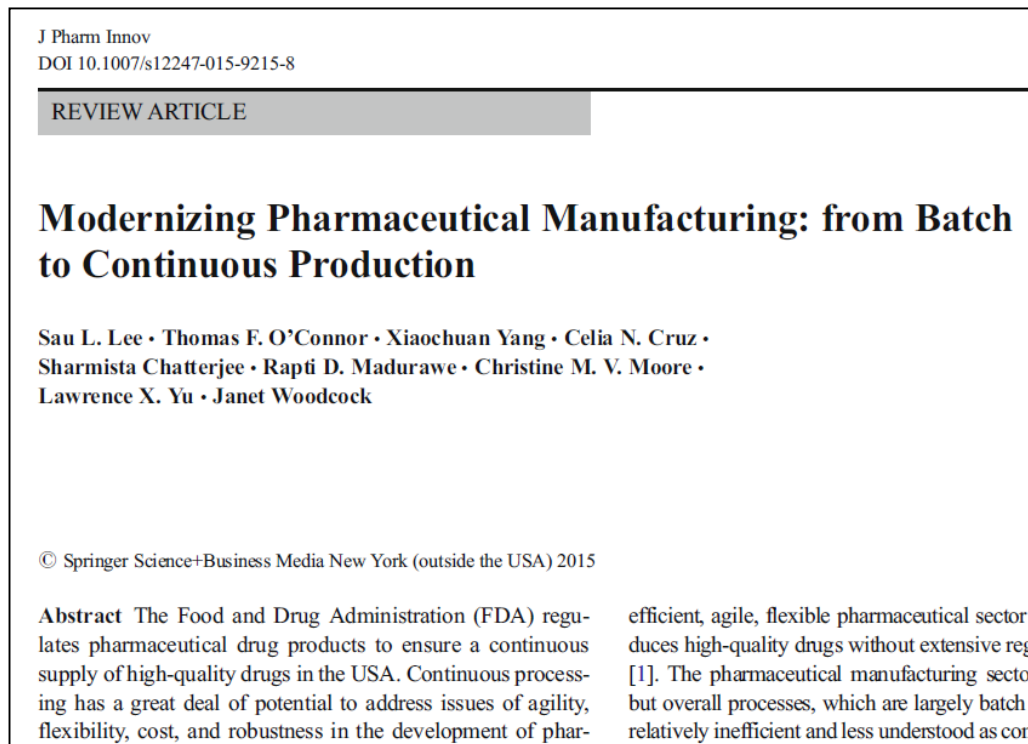 J Pharm Innov
DOI 10.1007/s12247-015-9215-8
REVIEW ARTICLE
Modernizing Pharmaceutical Manufacturing: from Batch
to Continuous Production
Sau L. Lee · Thomas F. O’Connor · Xiaochuan Yang · Celia N. Cruz ·
Sharmista Chatterjee · Rapti D. Madurawe · Christine M. V. Moore ·
Lawrence X. Yu · Janet Woodcock
© Springer Science+Business Media New York (outside the USA) 2015
Abstract The Food and Drug Administration (FDA) regu-
lates pharmaceutical drug products to ensure a continuous
supply of high-quality drugs in the USA. Continuous process-
ing has a great deal of potential to address issues of agility,
flexibility, cost, and robustness in the development of phar-
efficient, agile, flexible pharmaceutical sector
duces high-quality drugs without extensive reg
[1]. The pharmaceutical manufacturing secto
but overall processes, which are largely batch
relatively inefficient and less understood as con